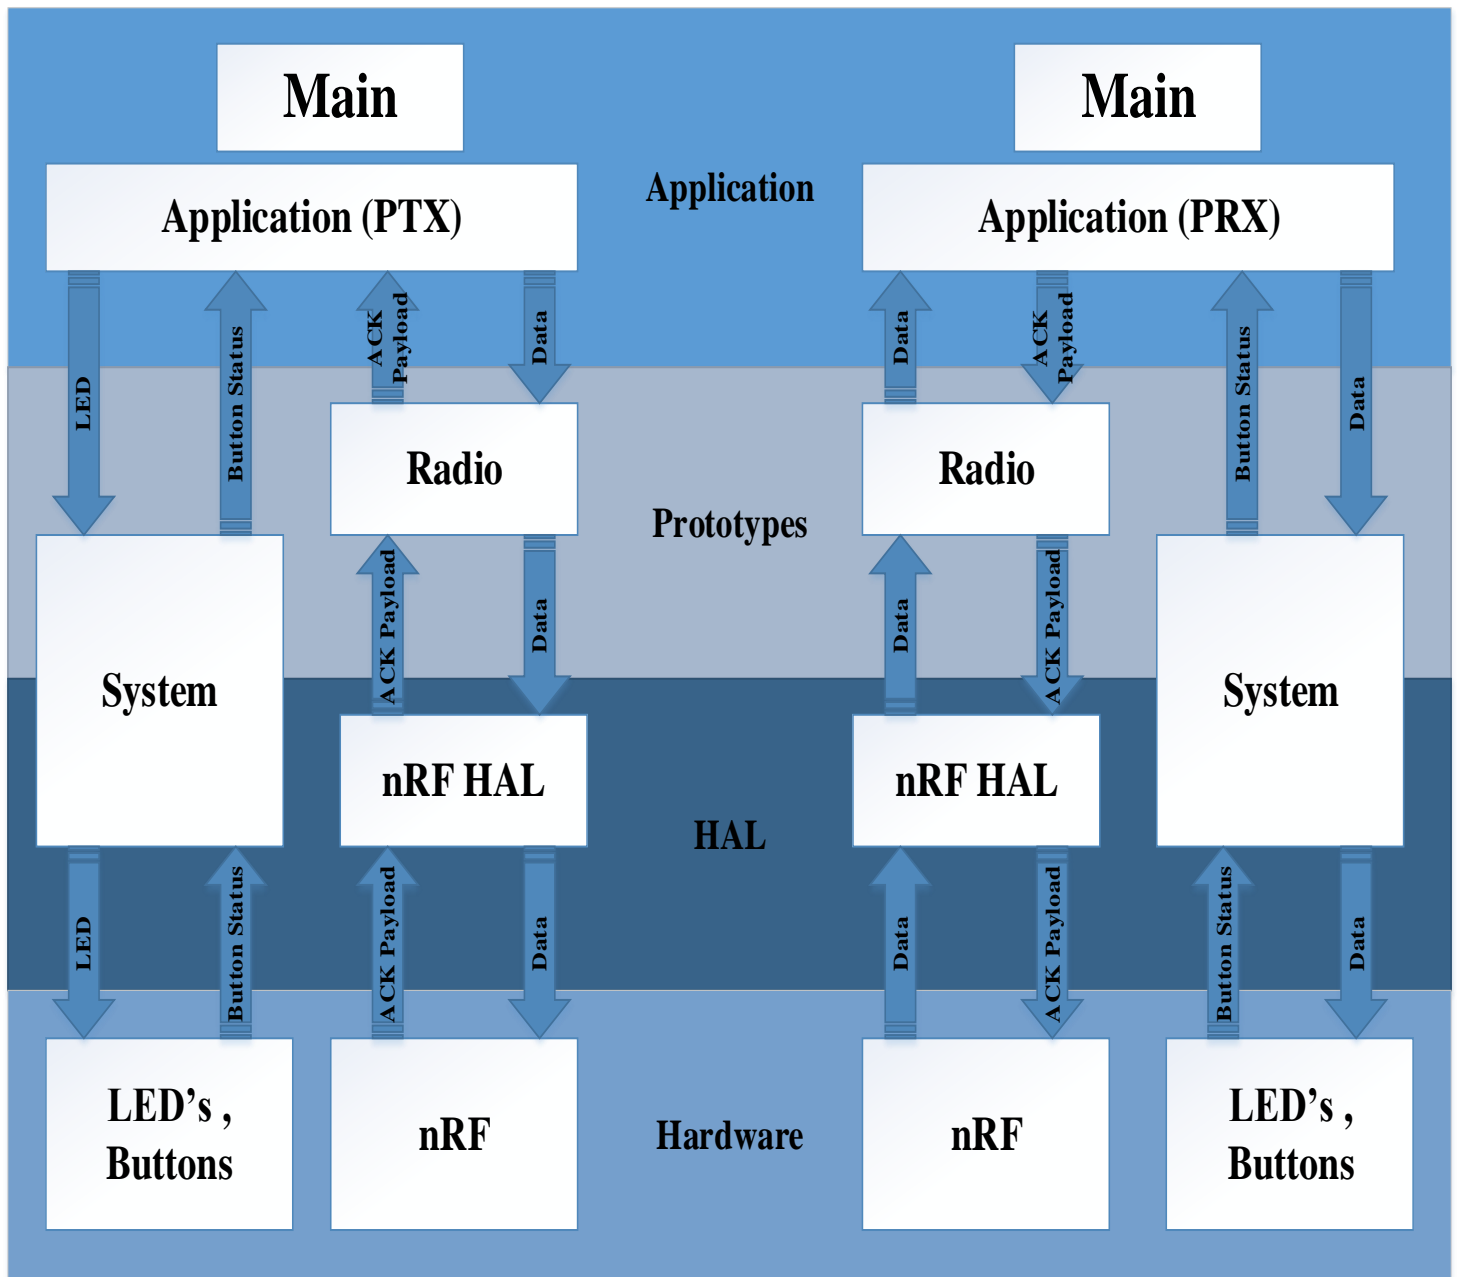 Main
Main
Application (PTX)
Application
Application (PRX)
LED
Button Status
ACK
Payload
Data
Data
ACK
Payload
Button Status
Data
Radio
Prototypes
Radio
System
ACK Payload
Data
Data
ACK Payload
System
nRF HAL
HAL
nRF HAL
LED
Button Status
ACK Payload
Data
Data
ACK Payload
Button Status
Data
LED's ,
Buttons
nRF
Hardware
nRF
LED's ,
Buttons